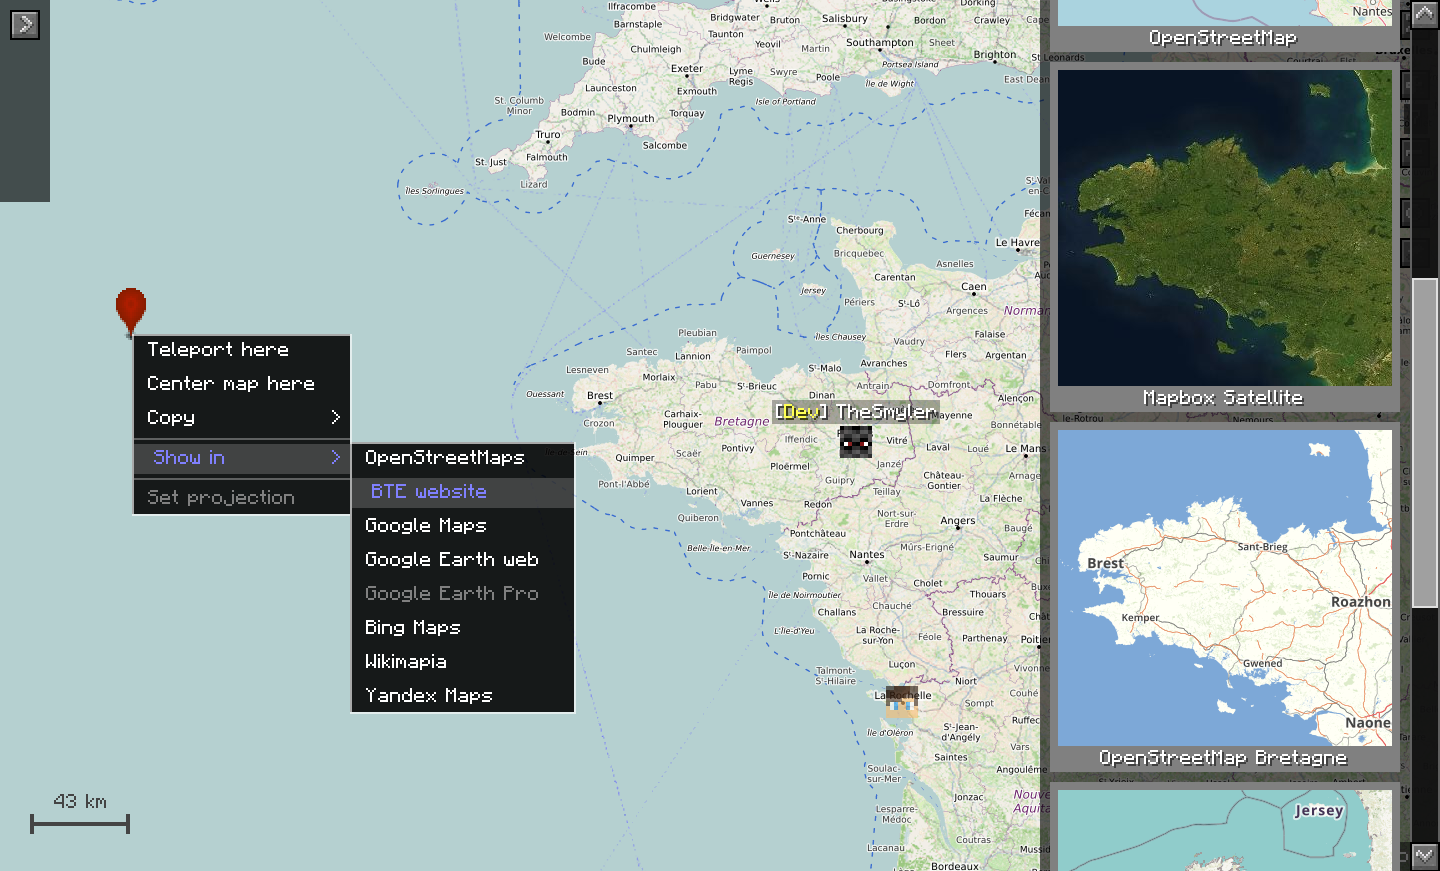 Ilfracombe
Barnstaple
Bridgwater
Bruton
Salisbury
Bordon
Crawley
Dorking
Welcombe
Chulmleigh
Taunton
Yeovil
Martin
Southampton
Sheet
Brighton
Bude
Exeter
Lyme
Regis
Swyre
Poole
Portsea Island
East Dean
Launceston
Exmouth
Île de Wight
St. Columb
Minor
Bodmin
Plymouth
Torquay
Isle of Portland
Truro
Salcombe
St. Just
Falmouth
Lizard
Îles Sorlingues
St-Anne
Cherbourg
Fécamp
Guernesey
Bricquebec
Asnelles
Le Havre
Carentan
Jersey
Périers
St-Lô
Caen
Argences
Îles Chausey
Vaudry
Falaise
Pleubian
Santec
Lannion
Paimpol
Avranches
Flers
Argentan
Lesneven
Morlaix
Pabu
St-Brieuc
St-Malo
Antrain
Domfront
Ouessant
Brest
Dinan
Alençon
Carhaix-
Plouguer
Bretagne
[Dev] TheSmyler
Mayenne
Bonnétable
Crozon
Iffendic
Vitré
Laval
Loué
Le Mans
Île de Sein
Quimper
Scaër
Pontivy
Ploërmel
Janzé
Château-
Gontier
Pont-l'Abbé
Lorient
Vannes
Guipry
Redon
Teillay
La Flèche
Quiberon
Nort-sur-
Erdre
Angers
Baugé
Pontchâteau
Belle-Île-en-Mer
St-Nazaire
Nantes
Mûrs-Erigné
Saumur
Pornic
Vallet
Cholet
Île de Noirmoutier
Chauché
Thouars
Challans
Bressuire
L'Île-d'Yeu
La Roche-
sur-Yon
Féole
Parthenay
Talmont-
St-Hilaire
Luçon
Niort
La Rochelle
Sompt
Couhé
Île d'Oléron
St-Jean-
d'Angély
Vars
Saintes
Soulac-
sur-Mer
Angoulême
Jonzac
Lesparre-
Médoc
Coutras
Lacanau
Bordeaux
Teleport here
Center map here
Copy
Show in
Set projection
OpenStreetMaps
BTE website
Google Maps
Google Earth web
Google Earth Pro
Bing Maps
Wikimapia
Yandex Maps
43 km
Nantes
OpenStreetMap
Mapbox Satellite
Brest
Sant-Brieg
Roazhon
Kemper
Gwened
Naoned
OpenStreetMap Bretagne
Jersey